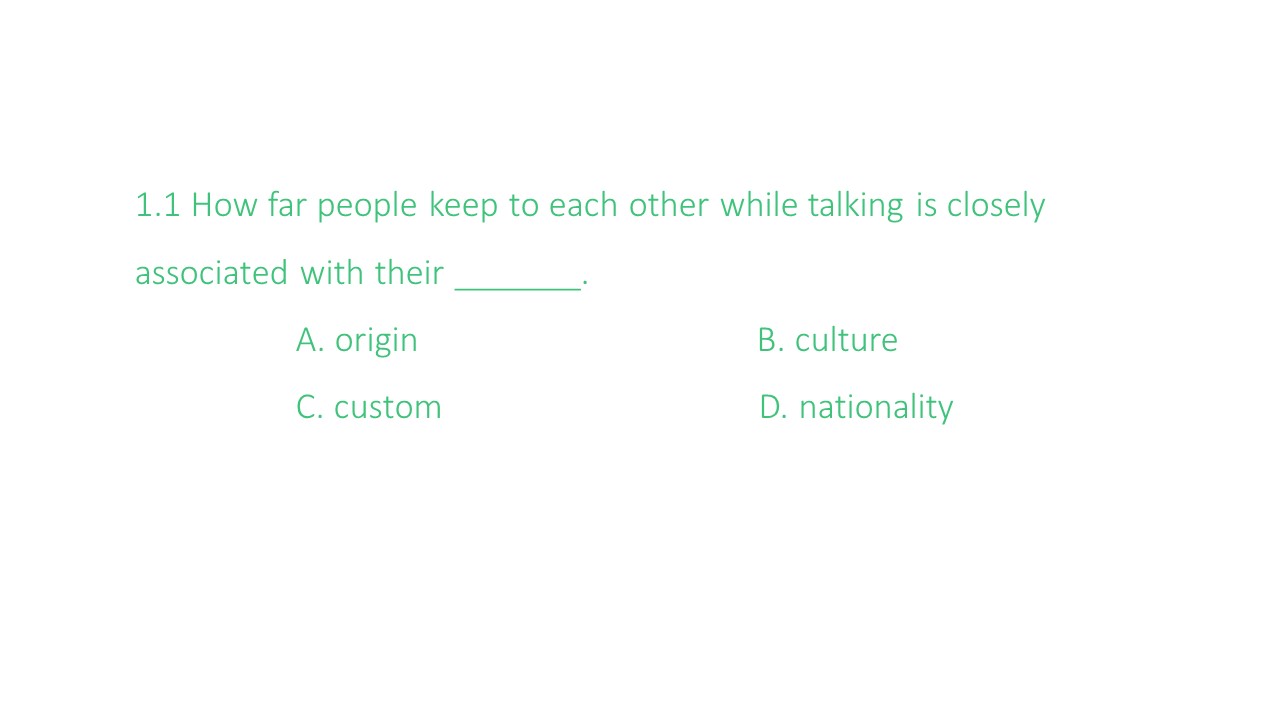 1.1 How far people keep to each other while talking is closely
associated with their _______.
A. origin B. culture
C. custom D. nationality